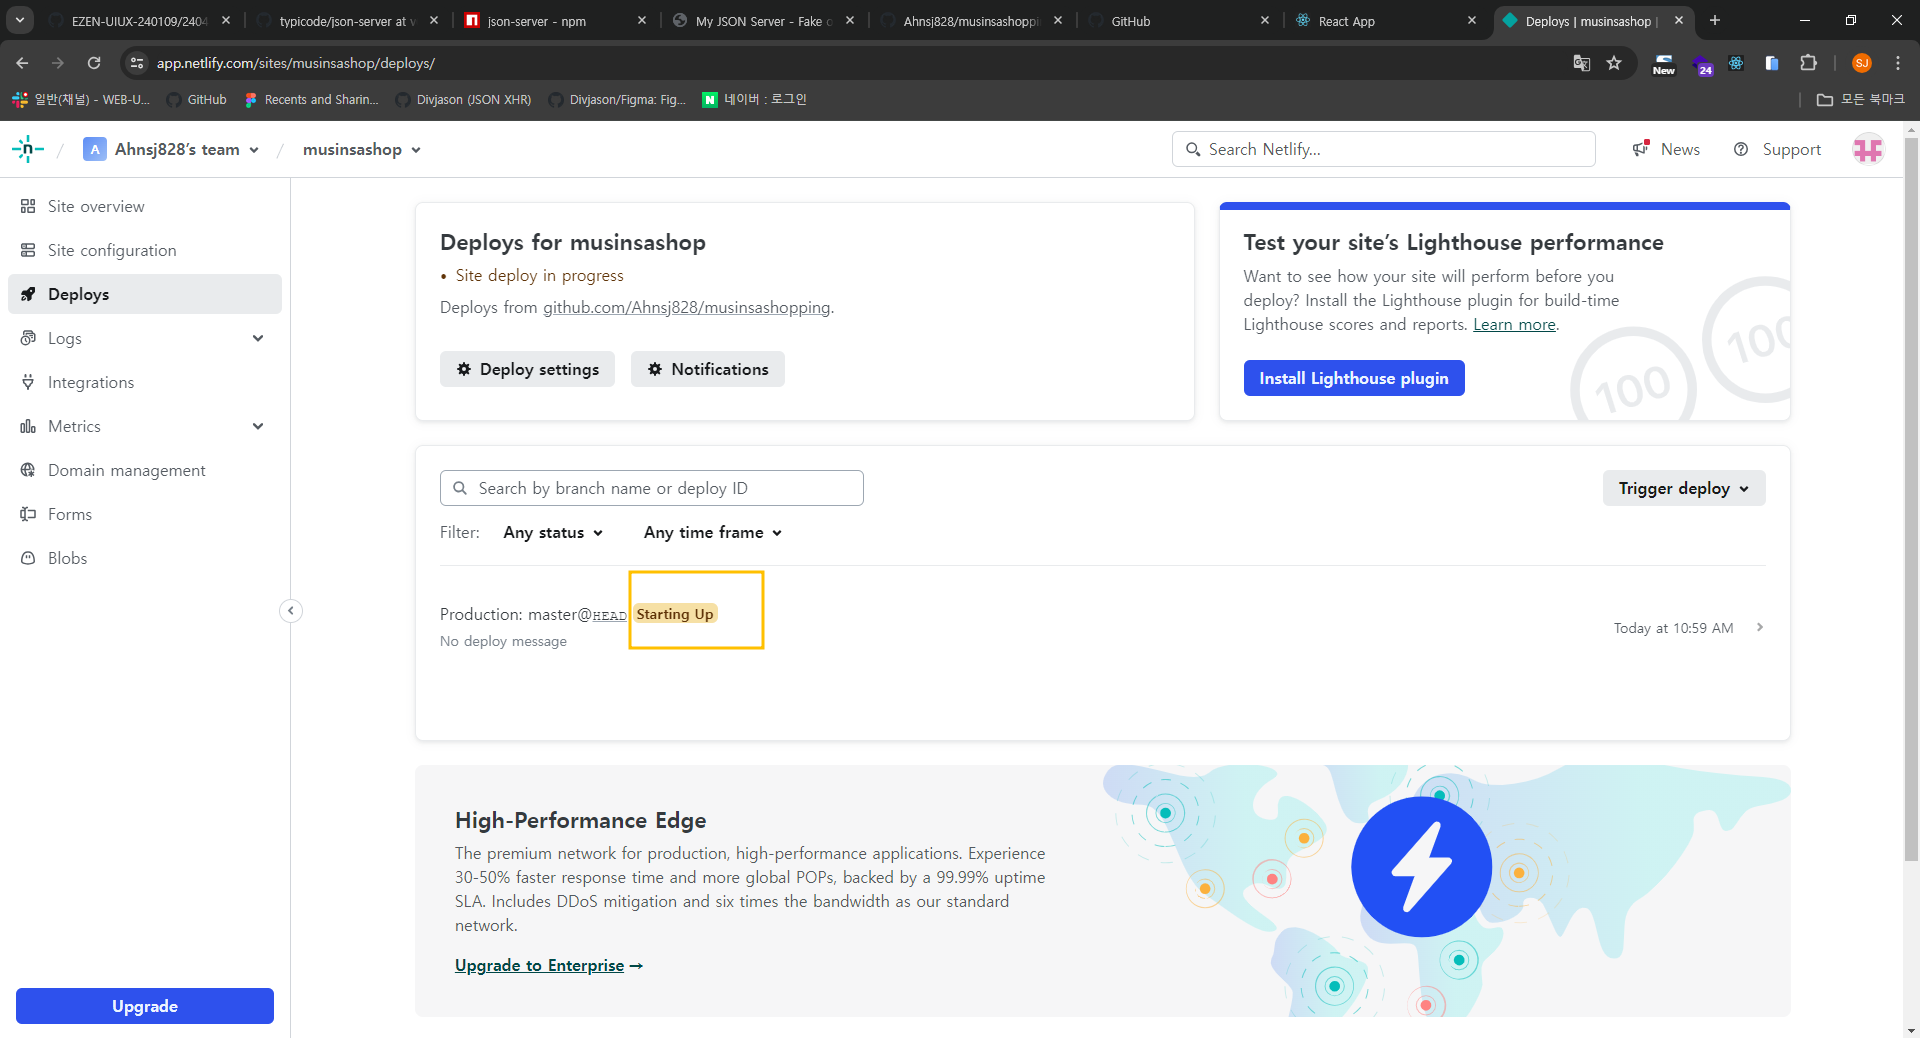 EZEN-UIUX-240109/2404
typicode/json-server at v
json-server - npm
My JSON Server - Fake o
Ahnsj828/musinsashoppi
GitHub
React App
Deploys | musinsashop |
app.netlify.com/sites/musinsashop/deploys/
New
24
SJ
일반(채널) - WEB-U...
GitHub
Recents and Sharin...
Divjason (JSON XHR)
Divjason/Figma: Fig...
N 네이버 : 로그인
모든 북마크
n
/ A Ahnsj828's team / musinsashop
Search Netlify...
News
Support
Site overview
Site configuration
Deploys
Logs
Integrations
Metrics
Domain management
Forms
Blobs
Upgrade
Deploys for musinsashop
• Site deploy in progress
Deploys from github.com/Ahnsj828/musinsashopping.
Deploy settings
Notifications
Test your site's Lighthouse performance
Want to see how your site will perform before you
deploy? Install the Lighthouse plugin for build-time
Lighthouse scores and reports. Learn more.
Install Lighthouse plugin
100
100
Search by branch name or deploy ID
Trigger deploy
Filter: Any status Any time frame
Production: master@HEAD Starting Up
No deploy message
Today at 10:59 AM
High-Performance Edge
The premium network for production, high-performance applications. Experience
30-50% faster response time and more global POPs, backed by a 99.99% uptime
SLA. Includes DDoS mitigation and six times the bandwidth as our standard
network.
Upgrade to Enterprise →